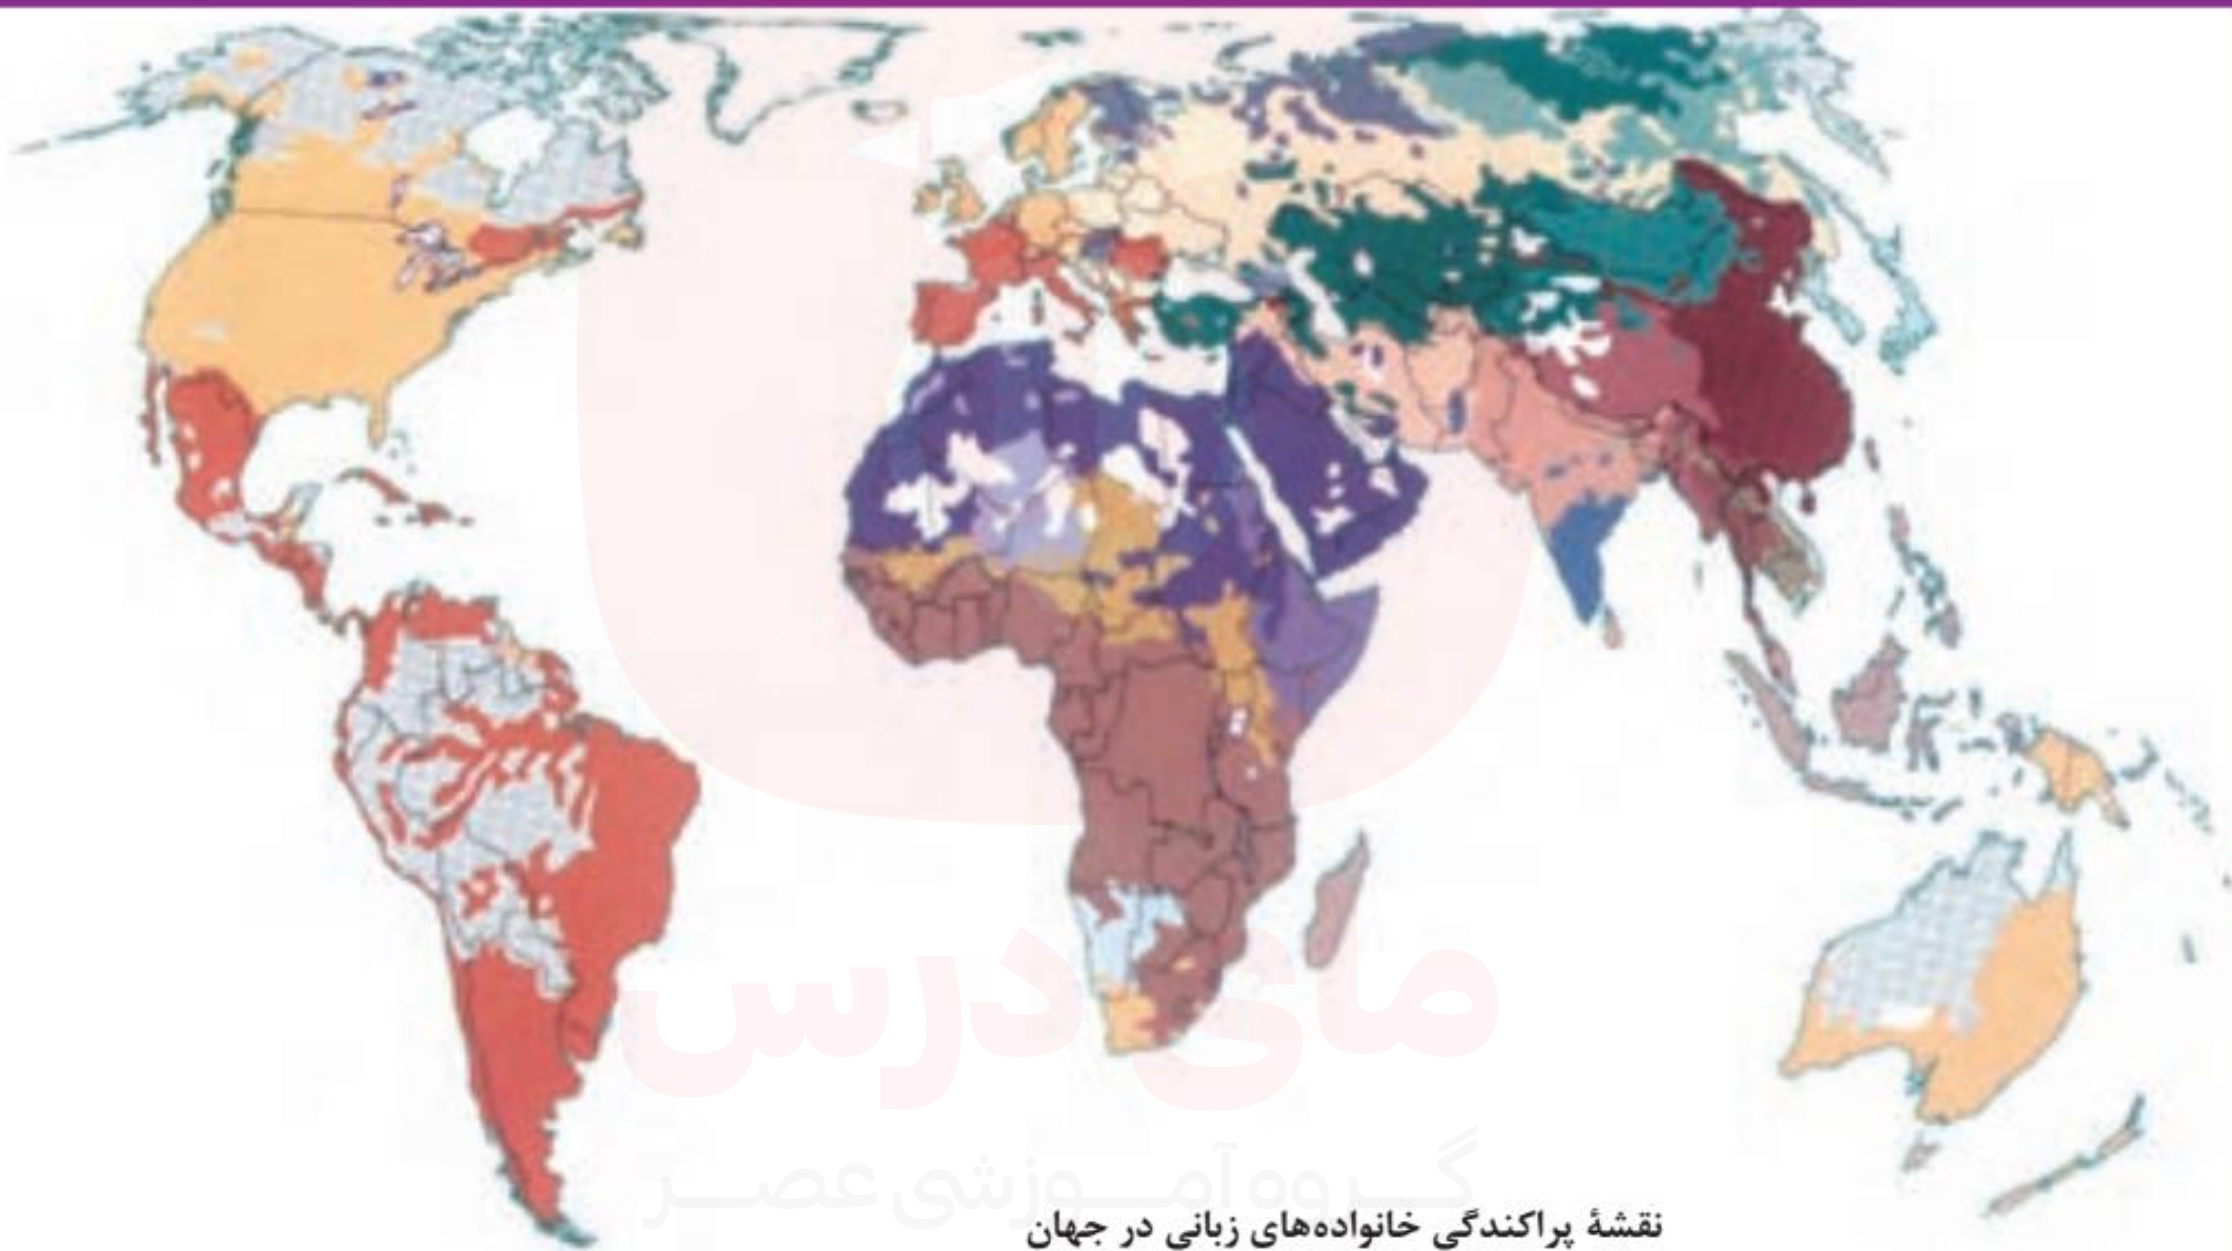 مای درس
گروه آموزشی عصر
نقشهٔ پراکندگی خانواده‌های زبانی در جهان